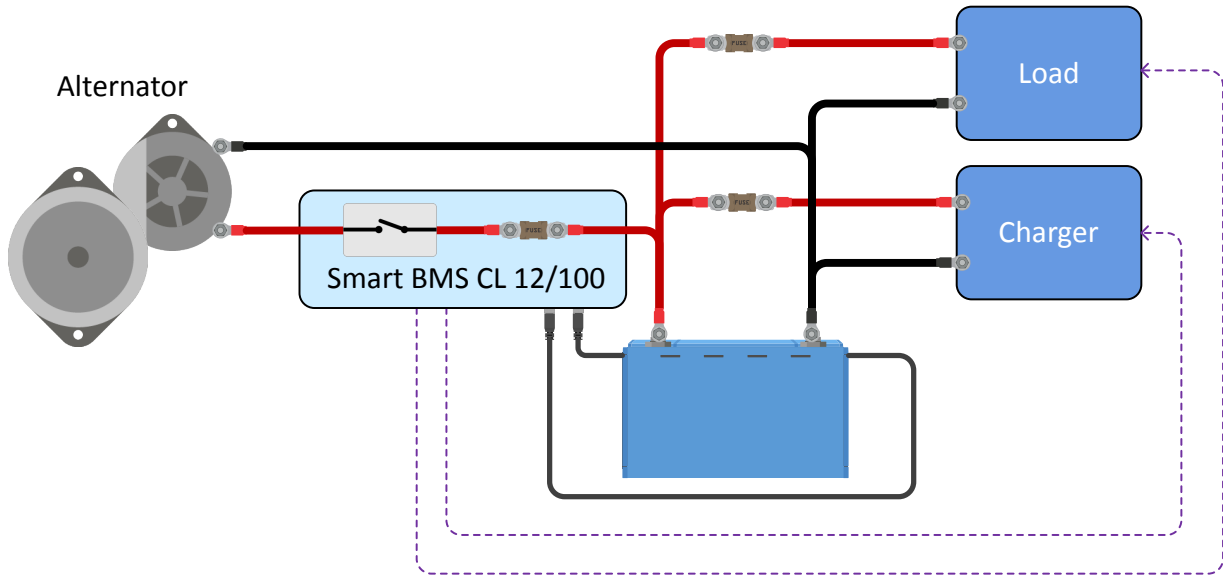 Alternator
FUSE
Load
FUSE
Charger
FUSE
Smart BMS CL 12/100